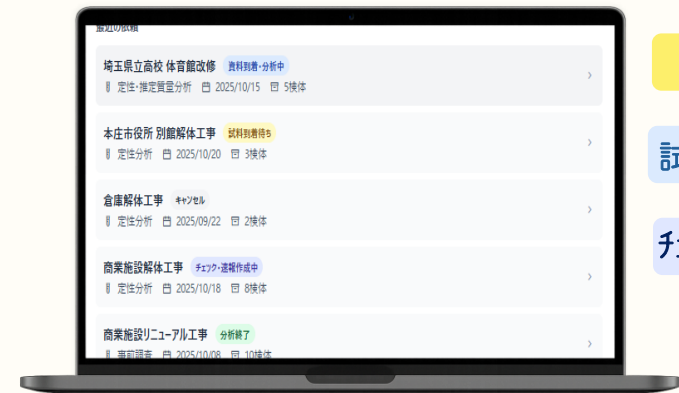 最近の依頼
埼玉県立高校 体育館改修 資料到着・分析中
定性・推定質量分析 2025/10/15 5検体
本庄市役所 別館解体工事 試料到着待ち
定性分析 2025/10/20 3検体
倉庫解体工事 キャンセル
定性分析 2025/09/22 2検体
商業施設解体工事 チェック・速報作成中
定性分析 2025/10/18 8検体
商業施設リニューアル工事 分析終了
事前調査 2025/10/08 10検体
試
チェ